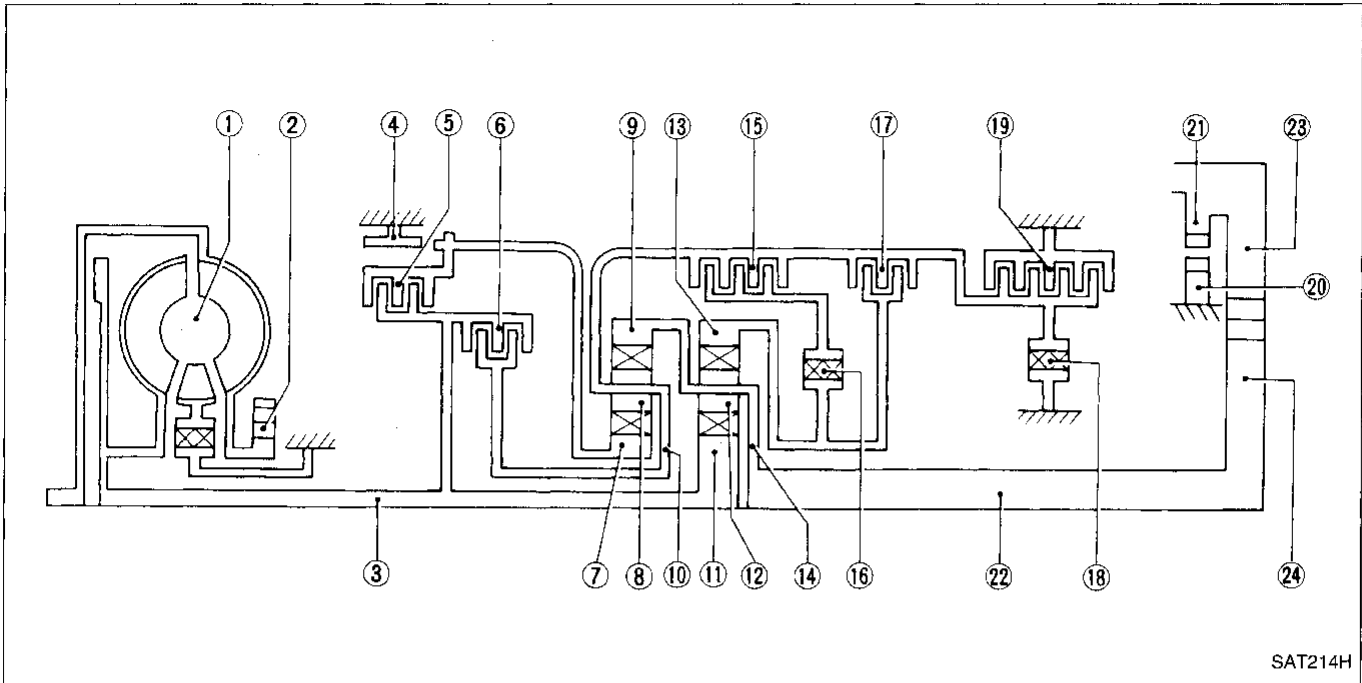 ① ② ④ ⑤ ⑥ ⑨ ⑬ ⑮ ⑰ ⑲ ㉑ ㉓
⑳
③ ⑦ ⑧ ⑩ ⑪ ⑫ ⑭ ⑯ ㉒ ⑱ ㉔
SAT214H